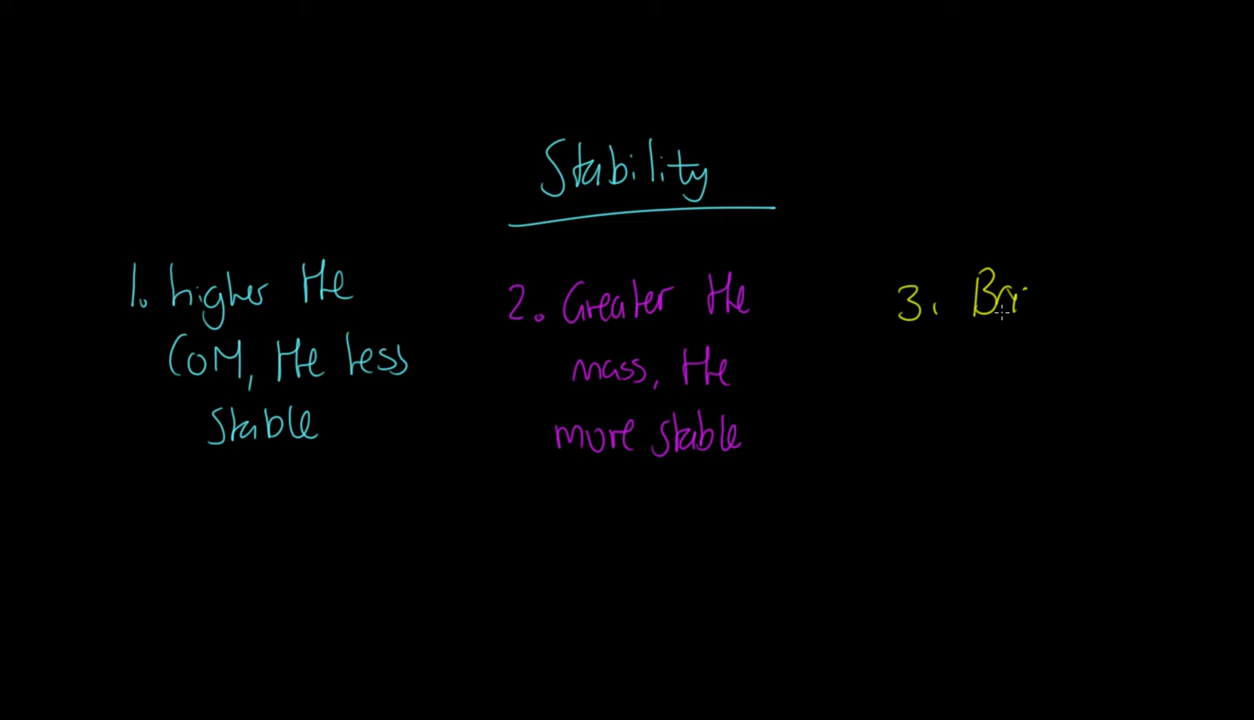 Stability
1. higher the
COM, the less
stable
2. Greater the
mass, the
more stable
3.